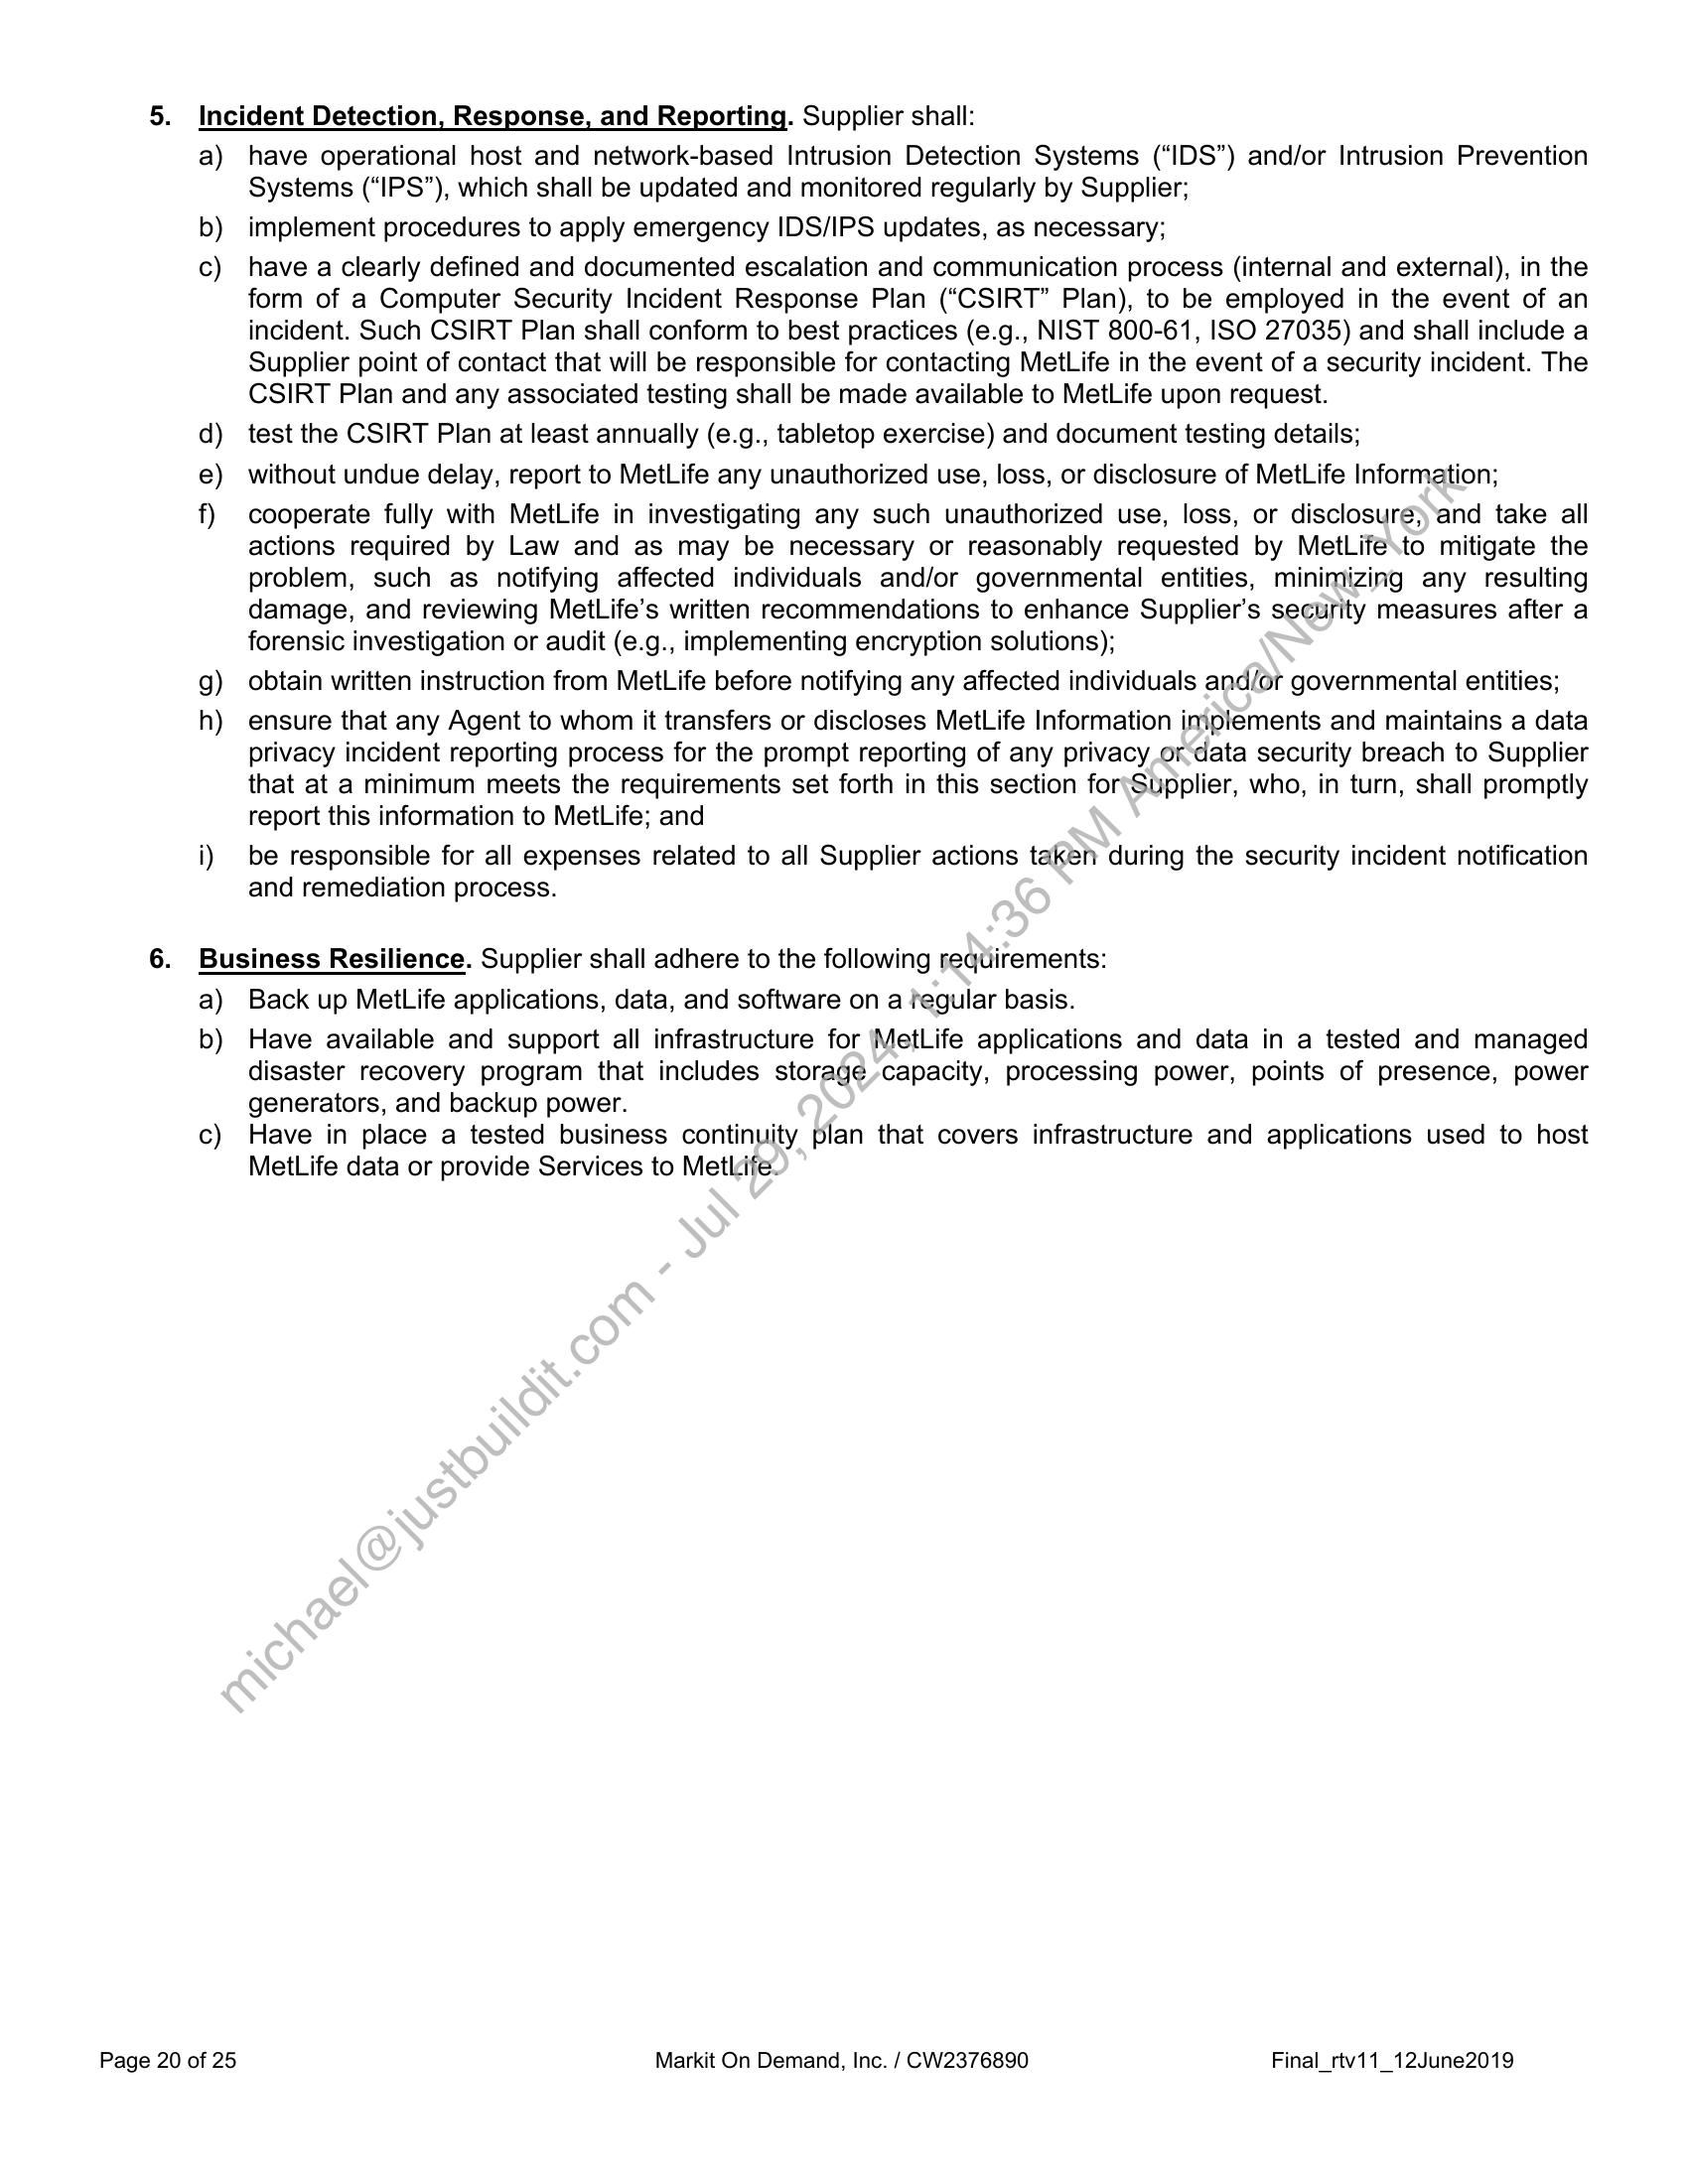 5. Incident Detection, Response, and Reporting. Supplier shall:
a) have operational host and network-based Intrusion Detection Systems (“IDS”) and/or Intrusion Prevention
Systems (“IPS”), which shall be updated and monitored regularly by Supplier;
b) implement procedures to apply emergency IDS/IPS updates, as necessary;
c) have a clearly defined and documented escalation and communication process (internal and external), in the
form of a Computer Security Incident Response Plan (“CSIRT” Plan), to be employed in the event of an
incident. Such CSIRT Plan shall conform to best practices (e.g., NIST 800-61, ISO 27035) and shall include a
Supplier point of contact that will be responsible for contacting MetLife in the event of a security incident. The
CSIRT Plan and any associated testing shall be made available to MetLife upon request.
d) test the CSIRT Plan at least annually (e.g., tabletop exercise) and document testing details;
e) without undue delay, report to MetLife any unauthorized use, loss, or disclosure of MetLife Information;
f) cooperate fully with MetLife in investigating any such unauthorized use, loss, or disclosure, and take all
actions required by Law and as may be necessary or reasonably requested by MetLife to mitigate the
problem, such as notifying affected individuals and/or governmental entities, minimizing any resulting
damage, and reviewing MetLife’s written recommendations to enhance Supplier’s security measures after a
forensic investigation or audit (e.g., implementing encryption solutions);
g) obtain written instruction from MetLife before notifying any affected individuals and/or governmental entities;
h) ensure that any Agent to whom it transfers or discloses MetLife Information implements and maintains a data
privacy incident reporting process for the prompt reporting of any privacy or data security breach to Supplier
that at a minimum meets the requirements set forth in this section for Supplier, who, in turn, shall promptly
report this information to MetLife; and
i) be responsible for all expenses related to all Supplier actions taken during the security incident notification
and remediation process.
6. Business Resilience. Supplier shall adhere to the following requirements:
a) Back up MetLife applications, data, and software on a regular basis.
b) Have available and support all infrastructure for MetLife applications and data in a tested and managed
disaster recovery program that includes storage capacity, processing power, points of presence, power
generators, and backup power.
c) Have in place a tested business continuity plan that covers infrastructure and applications used to host
MetLife data or provide Services to MetLife.
michael@justbuildit.com - Jul 29, 2024, 1:14:36 PM America/New_York
Page 20 of 25 Markit On Demand, Inc. / CW2376890 Final_rtv11_12June2019